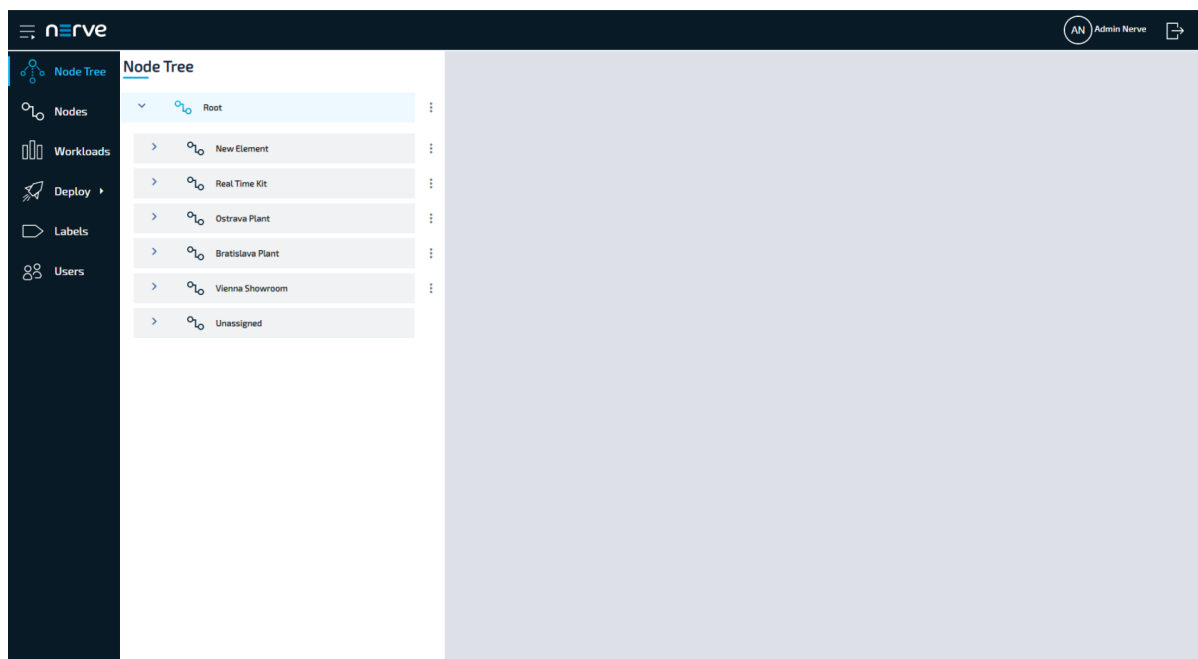 nerve
AN Admin Nerve
Node Tree
Nodes
Workloads
Deploy
Labels
Users
Node Tree
Root
New Element
Real Time Kit
Ostrava Plant
Bratislava Plant
Vienna Showroom
Unassigned